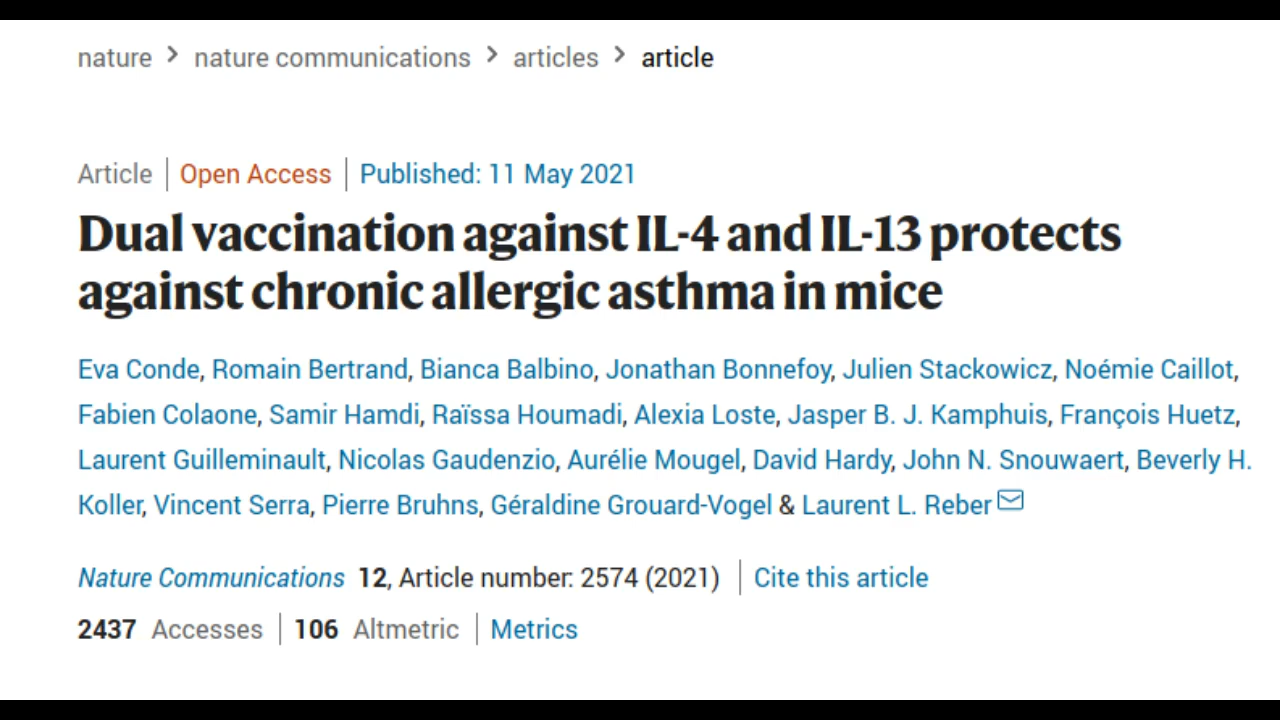 nature > nature communications > articles > article
Article | Open Access | Published: 11 May 2021
Dual vaccination against IL-4 and IL-13 protects
against chronic allergic asthma in mice
Eva Conde, Romain Bertrand, Bianca Balbino, Jonathan Bonnefoy, Julien Stackowicz, Noémie Caillot,
Fabien Colaone, Samir Hamdi, Raïssa Houmadi, Alexia Loste, Jasper B. J. Kamphuis, François Huetz,
Laurent Guilleminault, Nicolas Gaudenzio, Aurélie Mougel, David Hardy, John N. Snouwaert, Beverly H.
Koller, Vincent Serra, Pierre Bruhns, Géraldine Grouard-Vogel & Laurent L. Reber
Nature Communications 12, Article number: 2574 (2021) | Cite this article
2437 Accesses | 106 Altmetric | Metrics